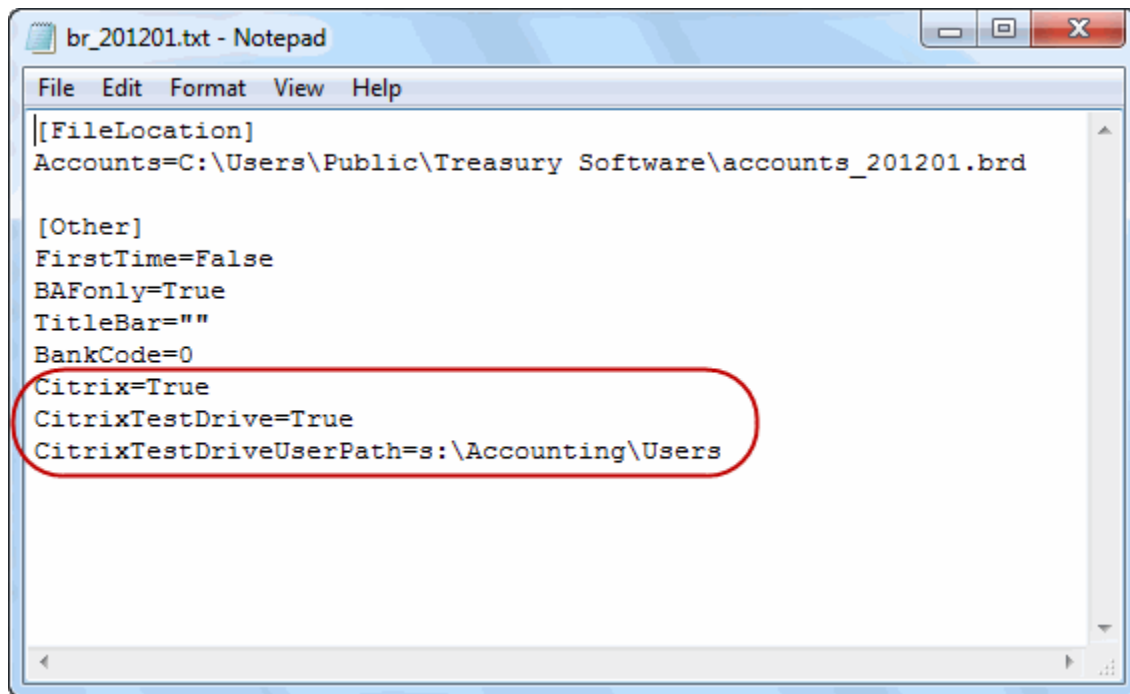 br_201201.txt - Notepad
File Edit Format View Help
[FileLocation]
Accounts=C:\Users\Public\Treasury Software\accounts_201201.brd
[Other]
FirstTime=False
BAFonly=True
TitleBar=""
BankCode=0
Citrix=True
CitrixTestDrive=True
CitrixTestDriveUserPath=s:\Accounting\Users